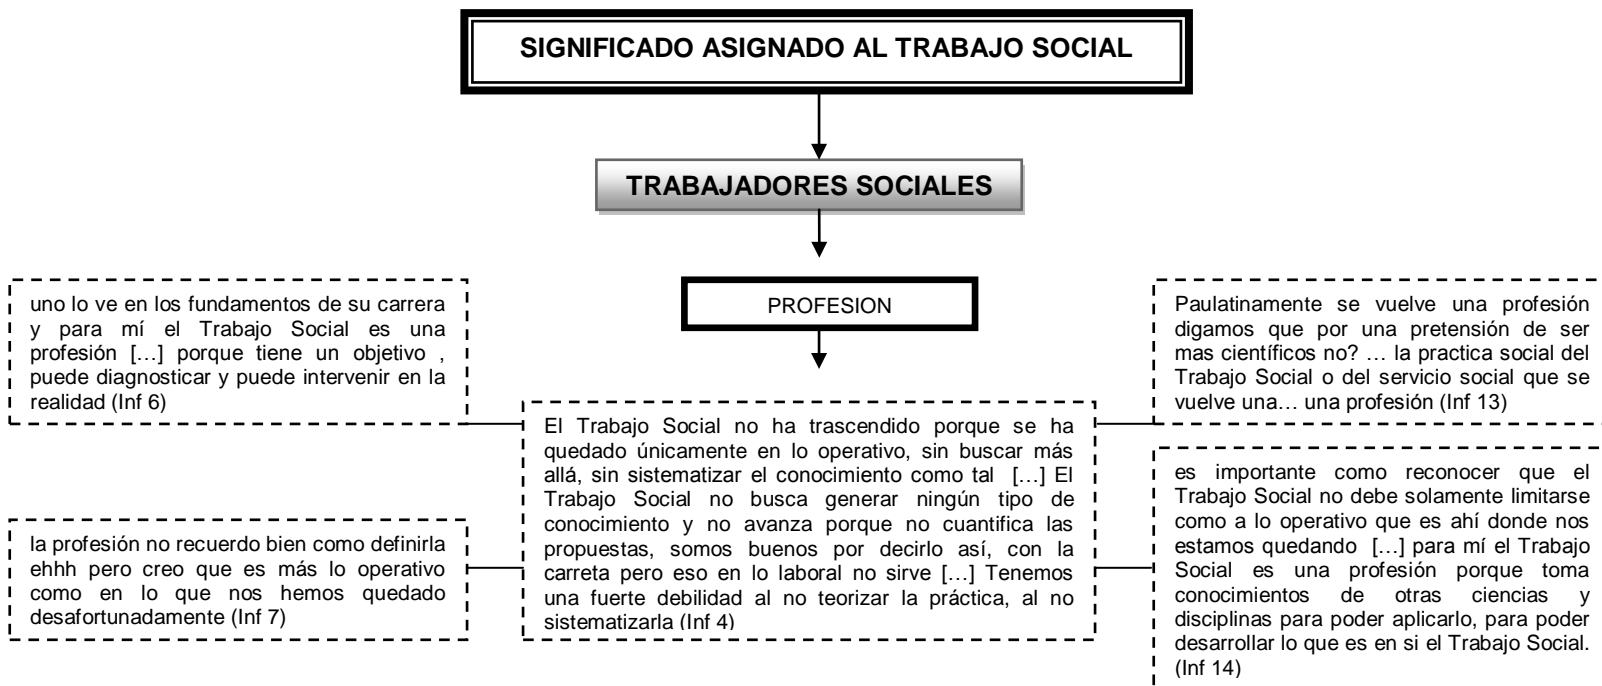 SIGNIFICADO ASIGNADO AL TRABAJO SOCIAL
TRABAJADORES SOCIALES
PROFESION
uno lo ve en los fundamentos de su carrera
y para mí el Trabajo Social es una
profesión […] porque tiene un objetivo ,
puede diagnosticar y puede intervenir en la
realidad (Inf 6)
la profesión no recuerdo bien como definirla
ehhh pero creo que es más lo operativo
como en lo que nos hemos quedado
desafortunadamente (Inf 7)
El Trabajo Social no ha trascendido porque se ha
quedado únicamente en lo operativo, sin buscar más
allá, sin sistematizar el conocimiento como tal […] El
Trabajo Social no busca generar ningún tipo de
conocimiento y no avanza porque no cuantifica las
propuestas, somos buenos por decirlo así, con la
carreta pero eso en lo laboral no sirve […] Tenemos
una fuerte debilidad al no teorizar la práctica, al no
sistematizarla (Inf 4)
Paulatinamente se vuelve una profesión
digamos que por una pretensión de ser
mas científicos no? … la practica social del
Trabajo Social o del servicio social que se
vuelve una… una profesión (Inf 13)
es importante como reconocer que el
Trabajo Social no debe solamente limitarse
como a lo operativo que es ahí donde nos
estamos quedando […] para mí el Trabajo
Social es una profesión porque toma
conocimientos de otras ciencias y
disciplinas para poder aplicarlo, para poder
desarrollar lo que es en si el Trabajo Social.
(Inf 14)